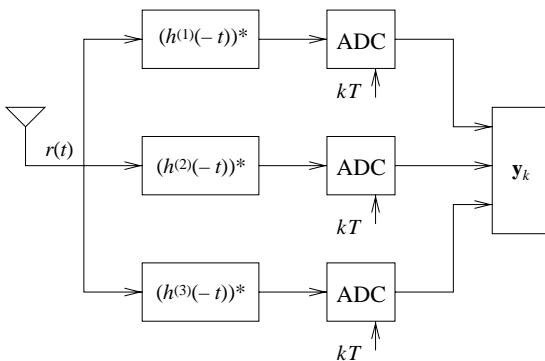 (h⁽¹⁾(– t))*
ADC
kT
r(t)
(h⁽²⁾(– t))*
ADC
y_k
kT
(h⁽³⁾(– t))*
ADC
kT